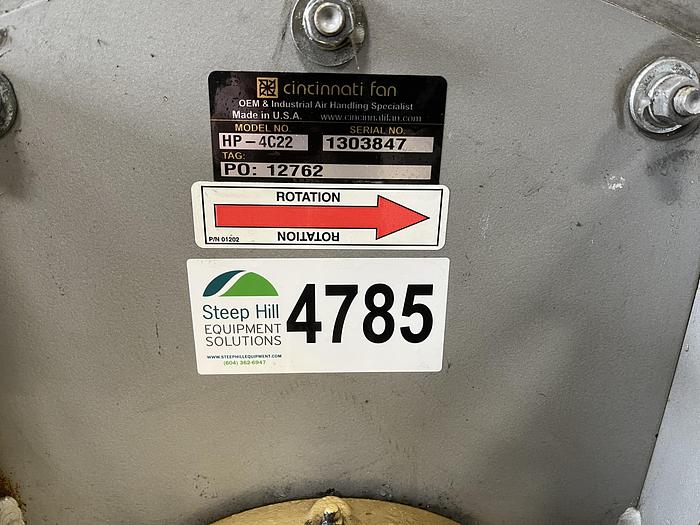 cincinnati fan
OEM & Industrial Air Handling Specialist
Made in U.S.A. www.cincinnatifan.com
MODEL NO. SERIAL NO.
HP-4C22 1303847
TAG:
PO: 12762
ROTATION
ROTATION
P/N 01202
Steep Hill
EQUIPMENT
SOLUTIONS
WWW.STEEPHILLEQUIPMENT.COM
(604) 362-6947
4785